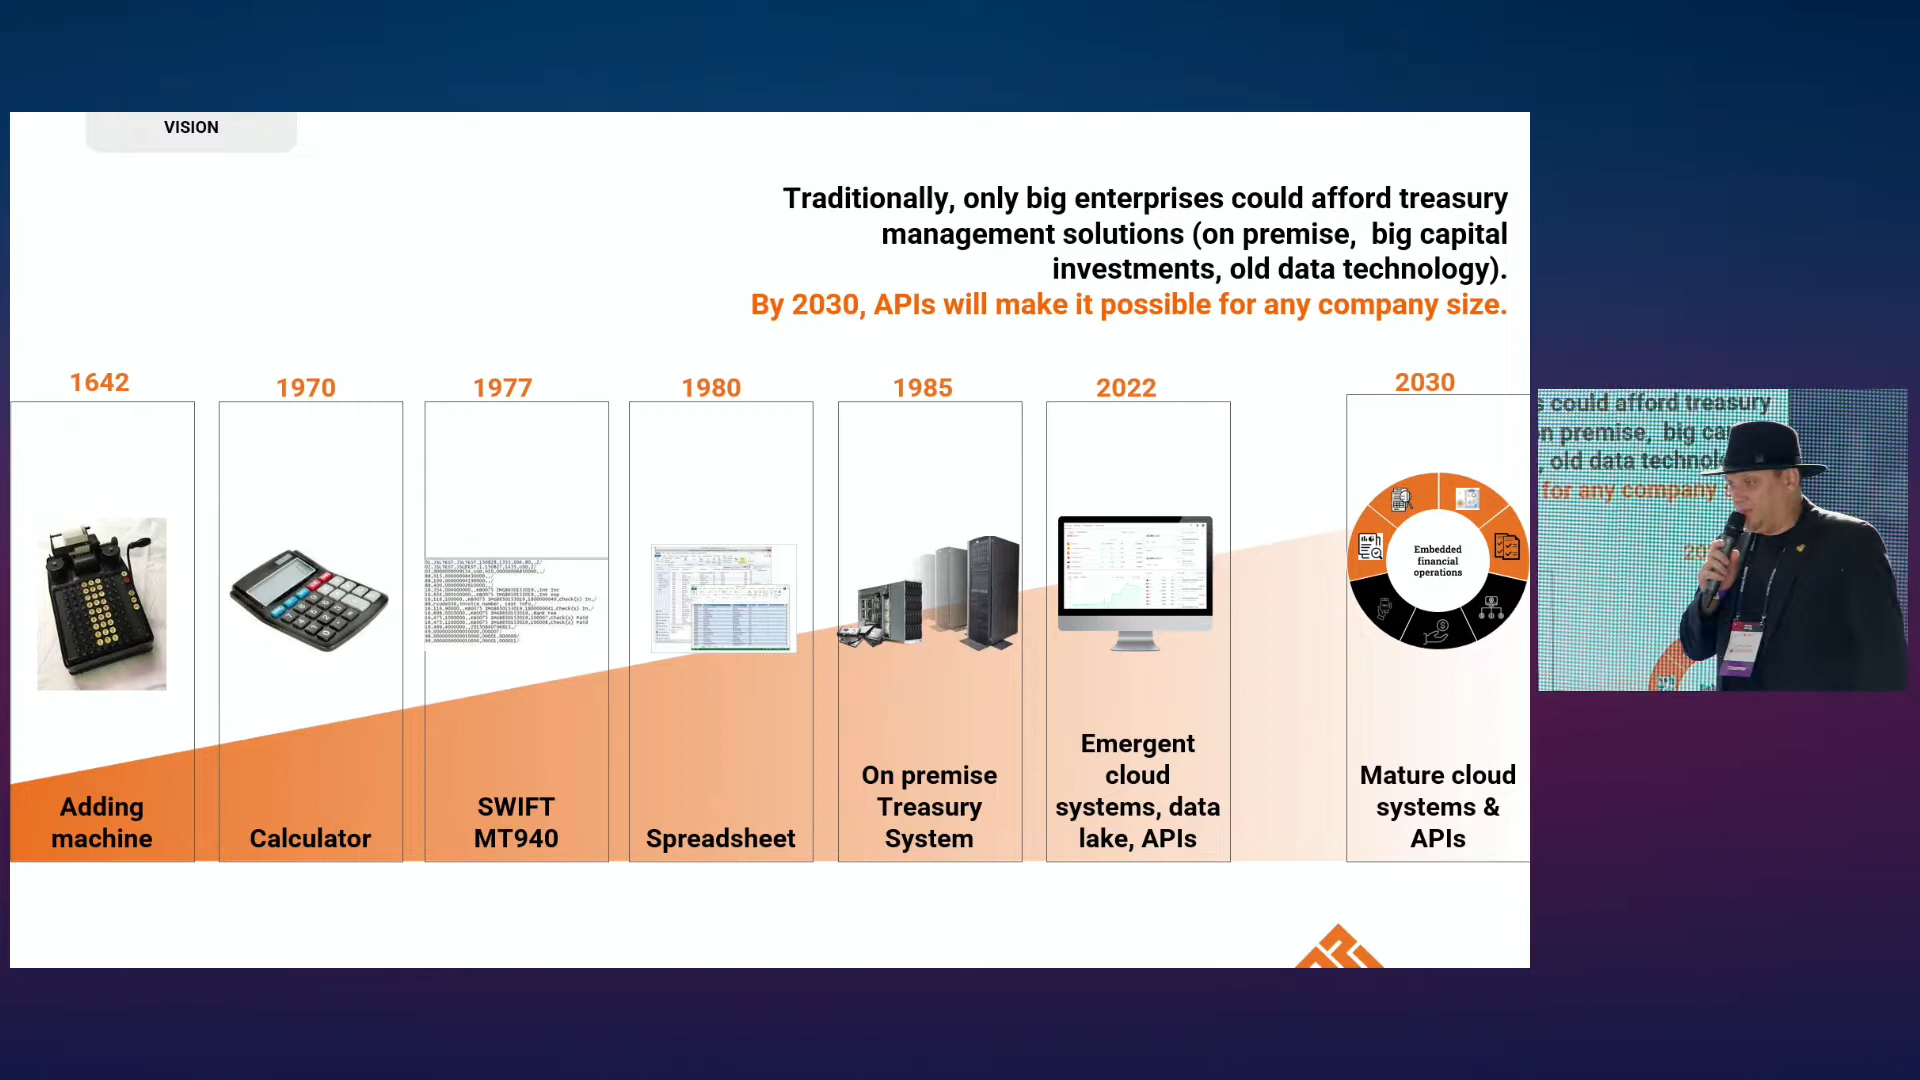 VISION
Traditionally, only big enterprises could afford treasury
management solutions (on premise, big capital
investments, old data technology).
By 2030, APIs will make it possible for any company size.
1642
1970
1977
1980
1985
2022
2030
Embedded
financial
operations
Adding
machine
Calculator
SWIFT
MT940
Spreadsheet
On premise
Treasury
System
Emergent
cloud
systems, data
lake, APIs
Mature cloud
systems &
APIs
could afford treasury
premise, big
, old data
for any company